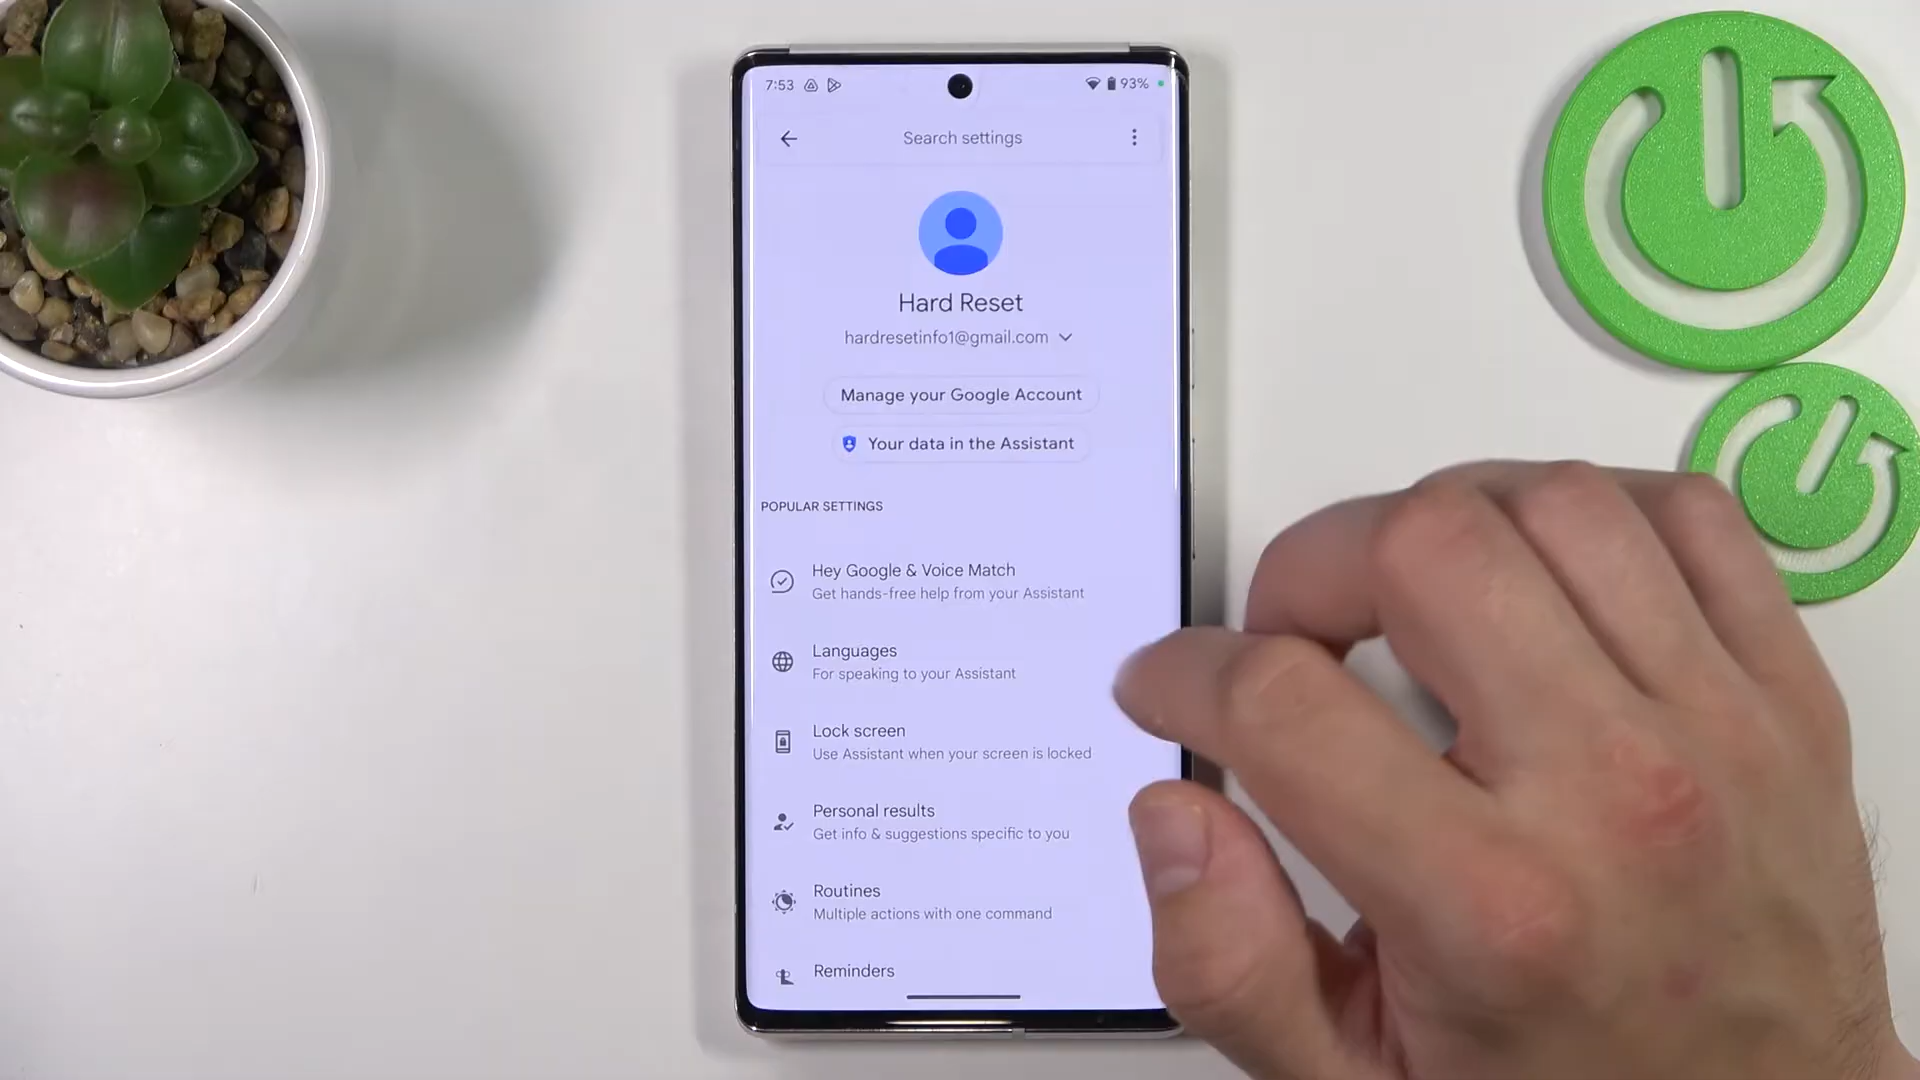 7:53
93%
Search settings
Hard Reset
hardresetinfo1@gmail.com
Manage your Google Account
Your data in the Assistant
POPULAR SETTINGS
Hey Google & Voice Match
Get hands-free help from your Assistant
Languages
For speaking to your Assistant
Lock screen
Use Assistant when your screen is locked
Personal results
Get info & suggestions specific to you
Routines
Multiple actions with one command
Reminders